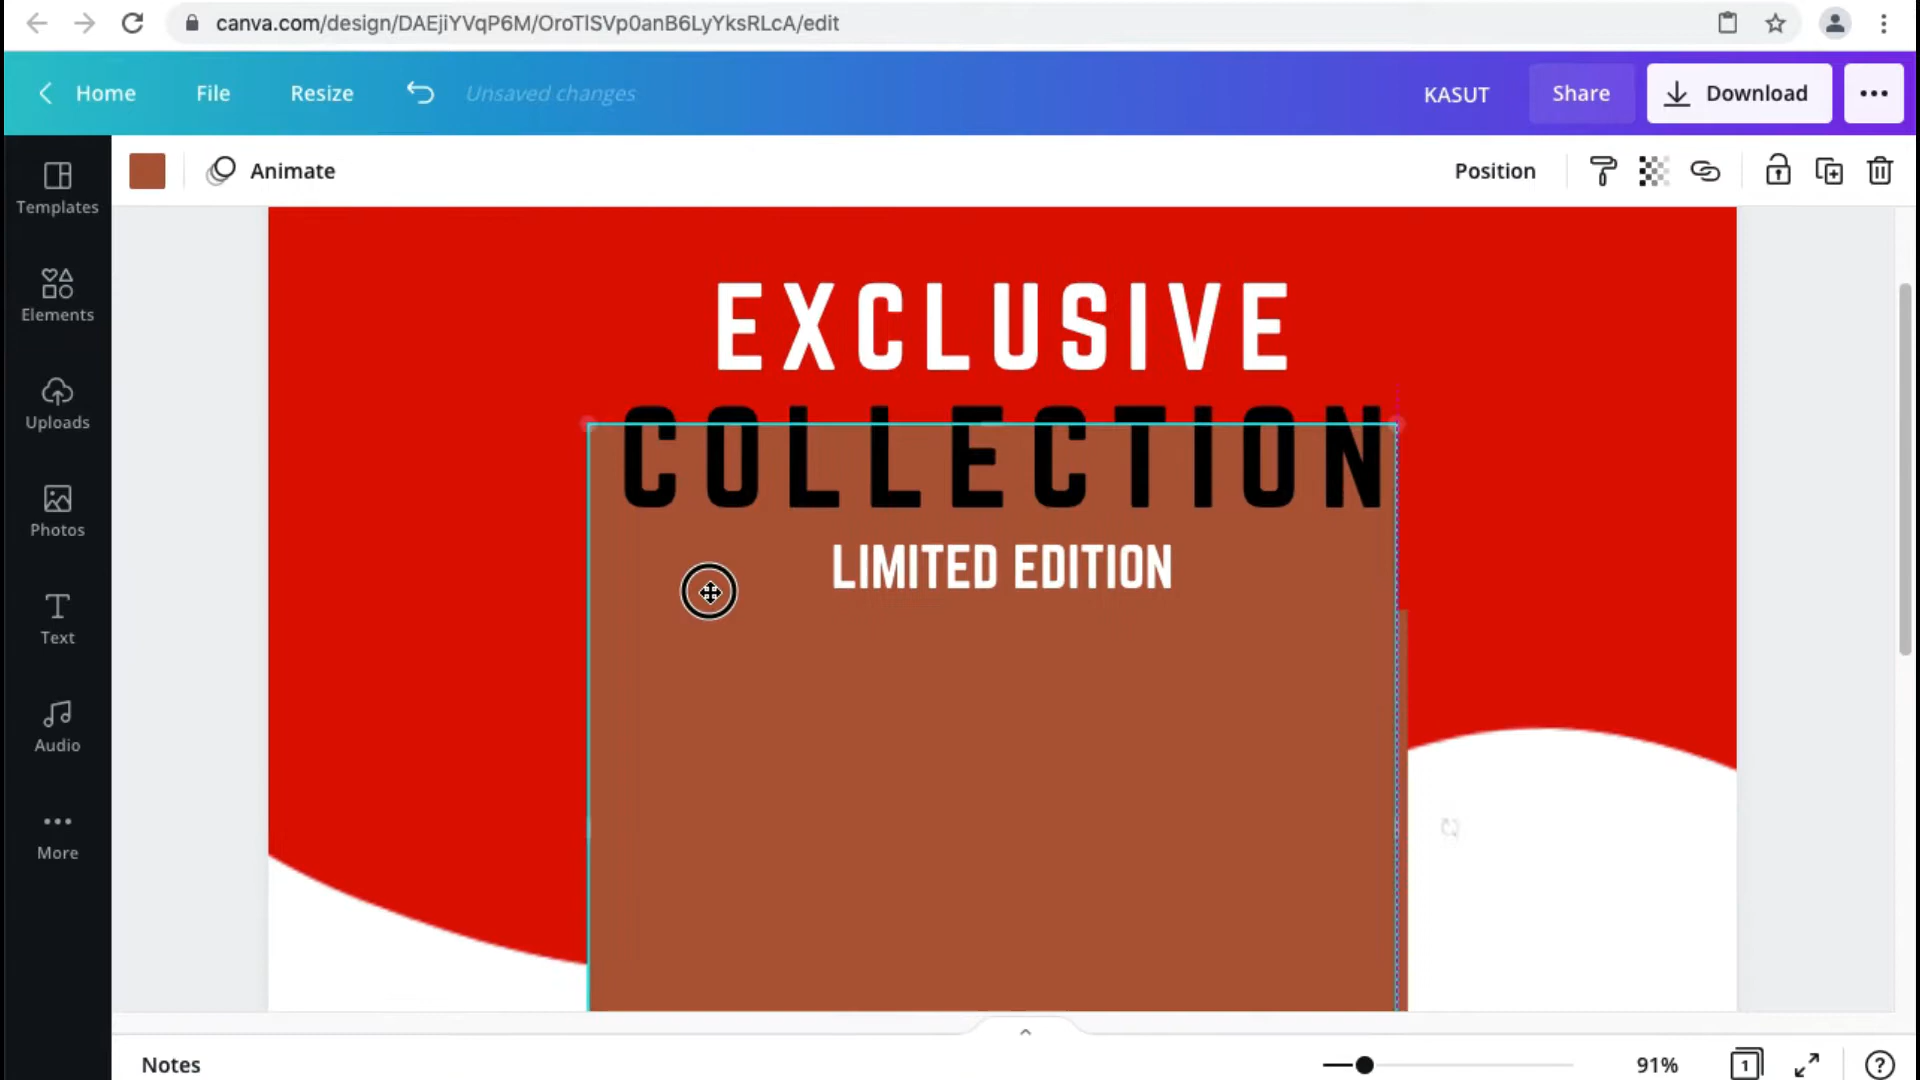 canva.com/design/DAEjiYVqP6M/OroTlSVp0anB6LyYksRLcA/edit
Home File Resize Unsaved changes KASUT Share Download
Animate Position
Templates
Elements
Uploads
Photos
Text
Audio
More
EXCLUSIVE
COLLECTION
LIMITED EDITION
Notes 91% 1 ?